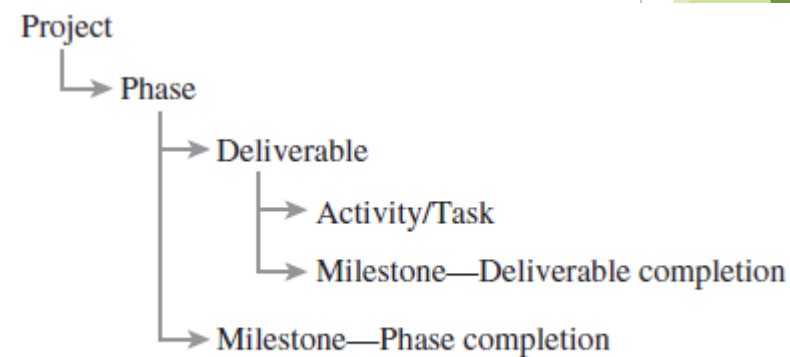 Project
Phase
Deliverable
Activity/Task
Milestone—Deliverable completion
Milestone—Phase completion